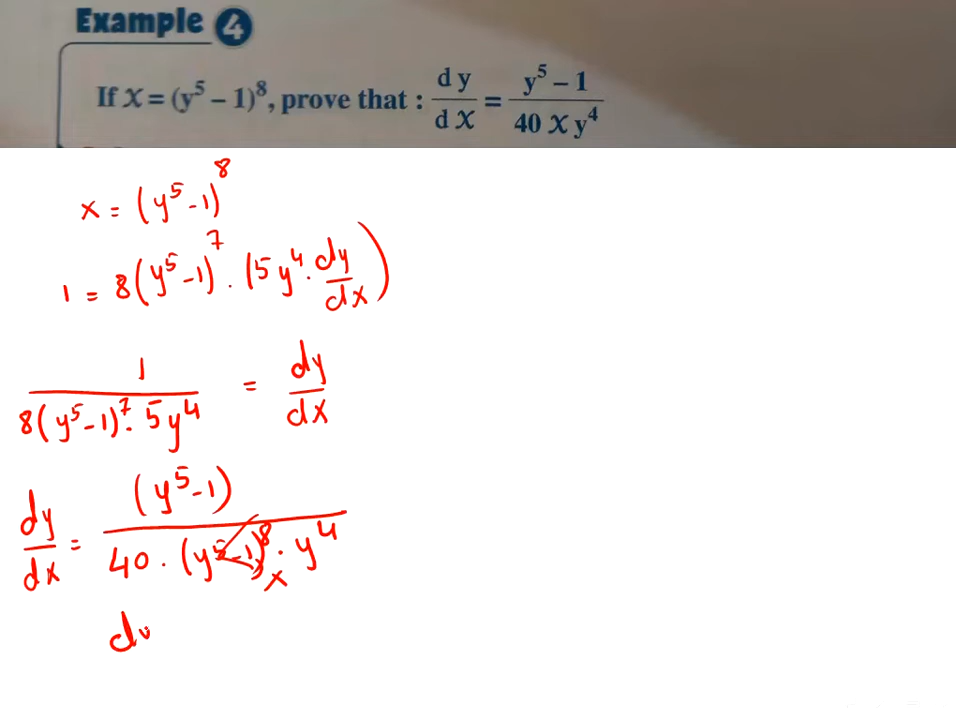 Example 4
If X = (y⁵ – 1)⁸, prove that : dy/dX = (y⁵ – 1)/(40 X y⁴)
x = (y⁵-1)⁸
1 = 8(y⁵-1)⁷ . (5y⁴ . dy/dx)
1/(8(y⁵-1)⁷ . 5y⁴) = dy/dx
dy/dx = (y⁵-1)/(40 . (y⁵-1)⁸ . y⁴)
x
dy